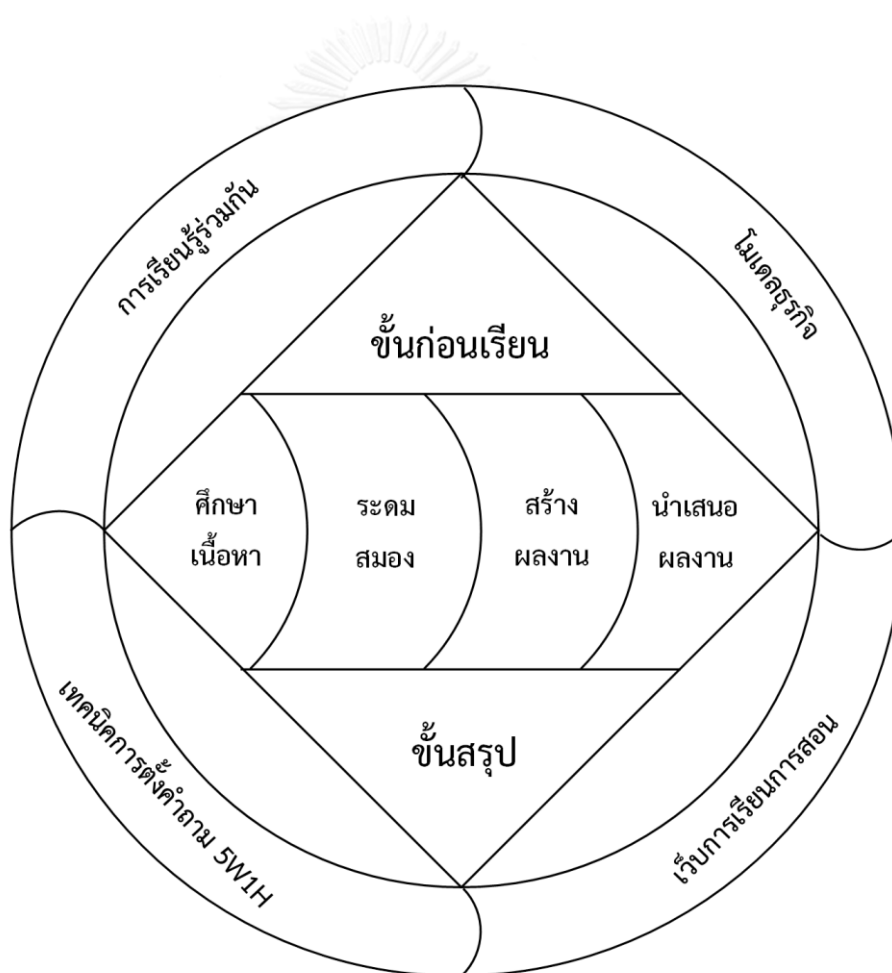 การเรียนรู้ร่วมกัน
โมเดลธุรกิจ
ขั้นก่อนเรียน
ศึกษา
เนื้อหา
ระดม
สมอง
สร้าง
ผลงาน
นำเสนอ
ผลงาน
ขั้นสรุป
เทคนิคการตั้งคำถาม 5W1H
เว็บการเรียนการสอน